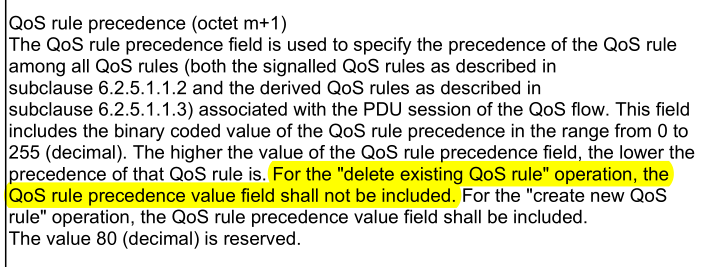 QoS rule precedence (octet m+1)
The QoS rule precedence field is used to specify the precedence of the QoS rule
among all QoS rules (both the signalled QoS rules as described in
subclause 6.2.5.1.1.2 and the derived QoS rules as described in
subclause 6.2.5.1.1.3) associated with the PDU session of the QoS flow. This field
includes the binary coded value of the QoS rule precedence in the range from 0 to
255 (decimal). The higher the value of the QoS rule precedence field, the lower the
precedence of that QoS rule is. For the "delete existing QoS rule" operation, the
QoS rule precedence value field shall not be included. For the "create new QoS
rule" operation, the QoS rule precedence value field shall be included.
The value 80 (decimal) is reserved.